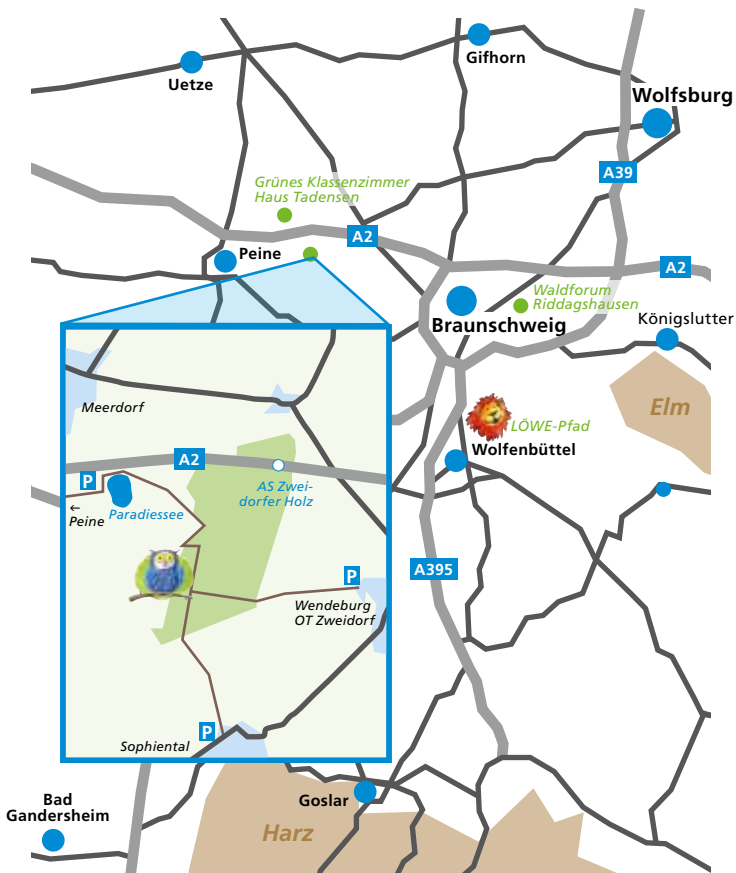 Gifhorn
Uetze
Wolfsburg
A39
Grünes Klassenzimmer
Haus Tadensen
A2
Peine
A2
Waldforum
Riddagshausen
Braunschweig
Königslutter
Meerdorf
Elm
LÖWE-Pfad
Wolfenbüttel
A2
P
AS Zwei-
dorfer Holz
←
Peine
Paradiessee
A395
P
Wendeburg
OT Zweidorf
P
Sophiental
Goslar
Bad
Gandersheim
Harz